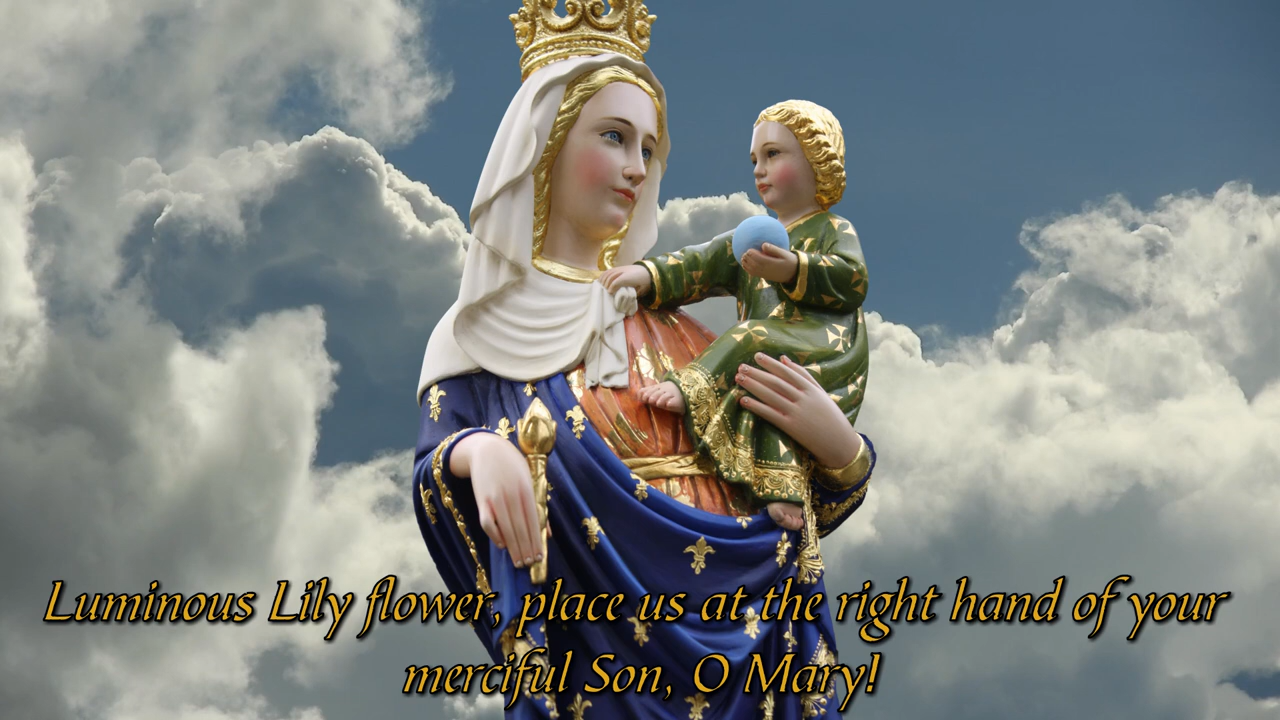 Luminous Lily flower, place us at the right hand of your
merciful Son, O Mary!